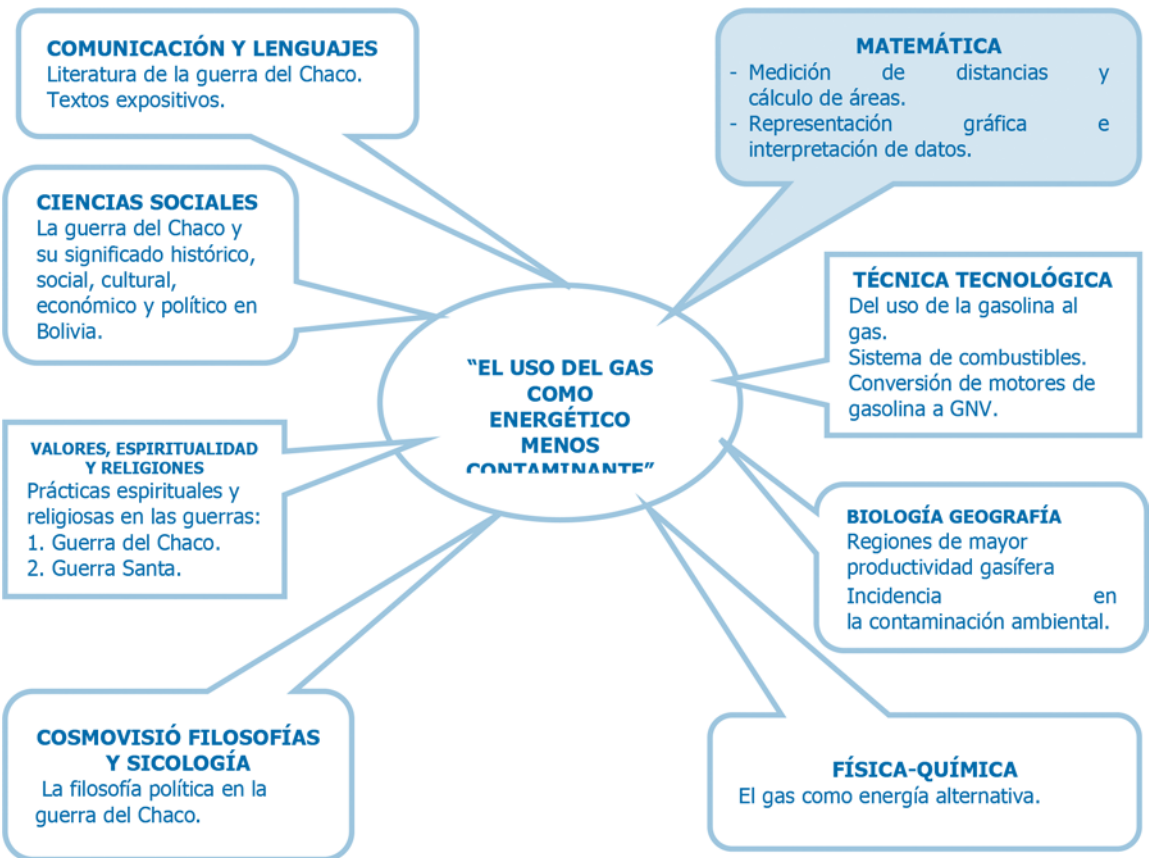 COMUNICACIÓN Y LENGUAJES
Literatura de la guerra del Chaco.
Textos expositivos.
MATEMÁTICA
- Medición de distancias y
cálculo de áreas.
- Representación gráfica e
interpretación de datos.
CIENCIAS SOCIALES
La guerra del Chaco y
su significado histórico,
social, cultural,
económico y político en
Bolivia.
TÉCNICA TECNOLÓGICA
Del uso de la gasolina al
gas.
Sistema de combustibles.
Conversión de motores de
gasolina a GNV.
“EL USO DEL GAS
COMO
ENERGÉTICO
MENOS
CONTAMINANTE”
VALORES, ESPIRITUALIDAD
Y RELIGIONES
Prácticas espirituales y
religiosas en las guerras:
1. Guerra del Chaco.
2. Guerra Santa.
BIOLOGÍA GEOGRAFÍA
Regiones de mayor
productividad gasífera
Incidencia en
la contaminación ambiental.
COSMOVISIÓ FILOSOFÍAS
Y SICOLOGÍA
La filosofía política en la
guerra del Chaco.
FÍSICA-QUÍMICA
El gas como energía alternativa.